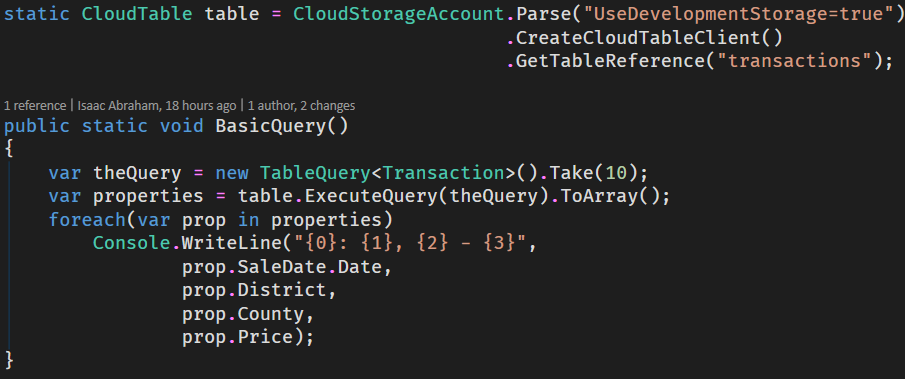 static CloudTable table = CloudStorageAccount.Parse("UseDevelopmentStorage=true")
.CreateCloudTableClient()
.GetTableReference("transactions");
1 reference | Isaac Abraham, 18 hours ago | 1 author, 2 changes
public static void BasicQuery()
{
var theQuery = new TableQuery<Transaction>().Take(10);
var properties = table.ExecuteQuery(theQuery).ToArray();
foreach(var prop in properties)
Console.WriteLine("{0}: {1}, {2} - {3}",
prop.SaleDate.Date,
prop.District,
prop.County,
prop.Price);
}